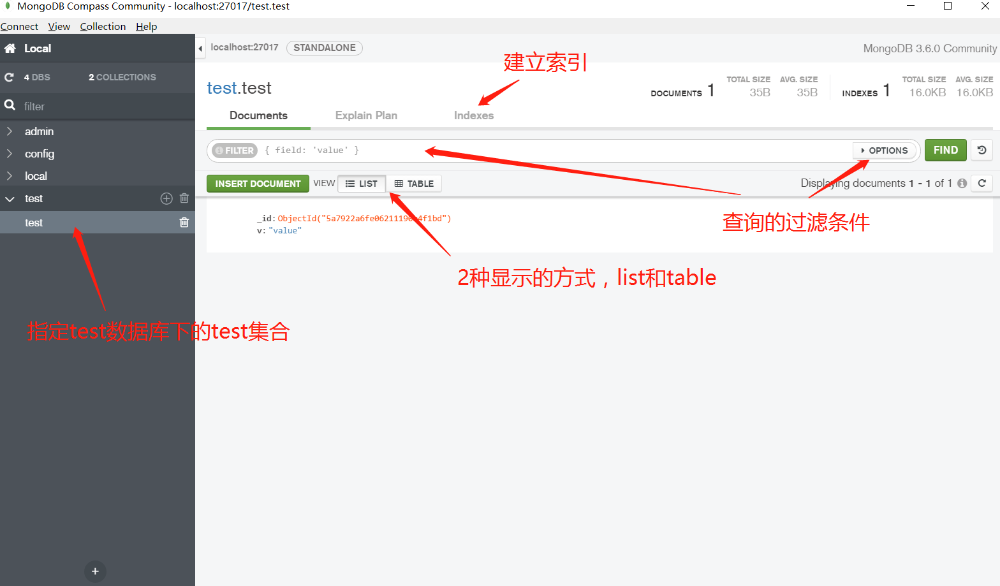 MongoDB Compass Community - localhost:27017/test.test
Connect View Collection Help
Local
4 DBS 2 COLLECTIONS
filter
admin
config
local
test
test
localhost:27017 STANDALONE
MongoDB 3.6.0 Community
建立索引
test.test
DOCUMENTS 1 TOTAL SIZE 35B AVG. SIZE 35B
INDEXES 1 TOTAL SIZE 16.0KB AVG. SIZE 16.0KB
Documents Explain Plan Indexes
FILTER { field: 'value' } OPTIONS FIND
INSERT DOCUMENT VIEW LIST TABLE
Displaying documents 1 - 1 of 1
_id: ObjectId("5a7922a6fe0621119 4f1bd")
v: "value"
查询的过滤条件
2种显示的方式，list和table
指定test数据库下的test集合